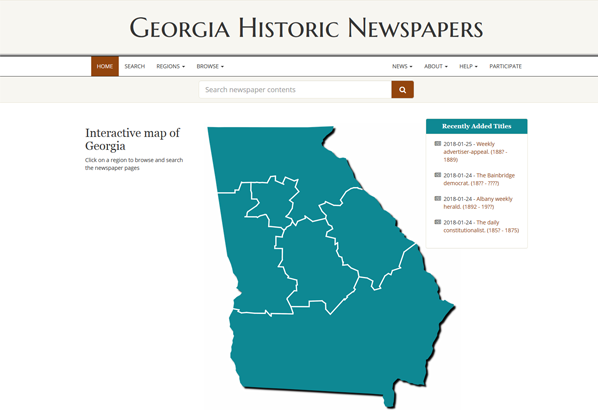 GEORGIA HISTORIC NEWSPAPERS
HOME SEARCH REGIONS BROWSE NEWS ABOUT HELP PARTICIPATE
Search newspaper contents
Interactive map of
Georgia
Click on a region to browse and search
the newspaper pages
Recently Added Titles
2018-01-25 - Weekly
advertiser-appeal. (188? -
1889)
2018-01-24 - The Bainbridge
democrat. (18?? - ????)
2018-01-24 - Albany weekly
herald. (1892 - 19??)
2018-01-24 - The daily
constitutionalist. (185? - 1875)